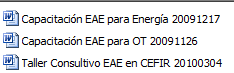 Capacitación EAE para Energía 20091217
Capacitación EAE para OT 20091126
Taller Consultivo EAE en CEFIR 20100304